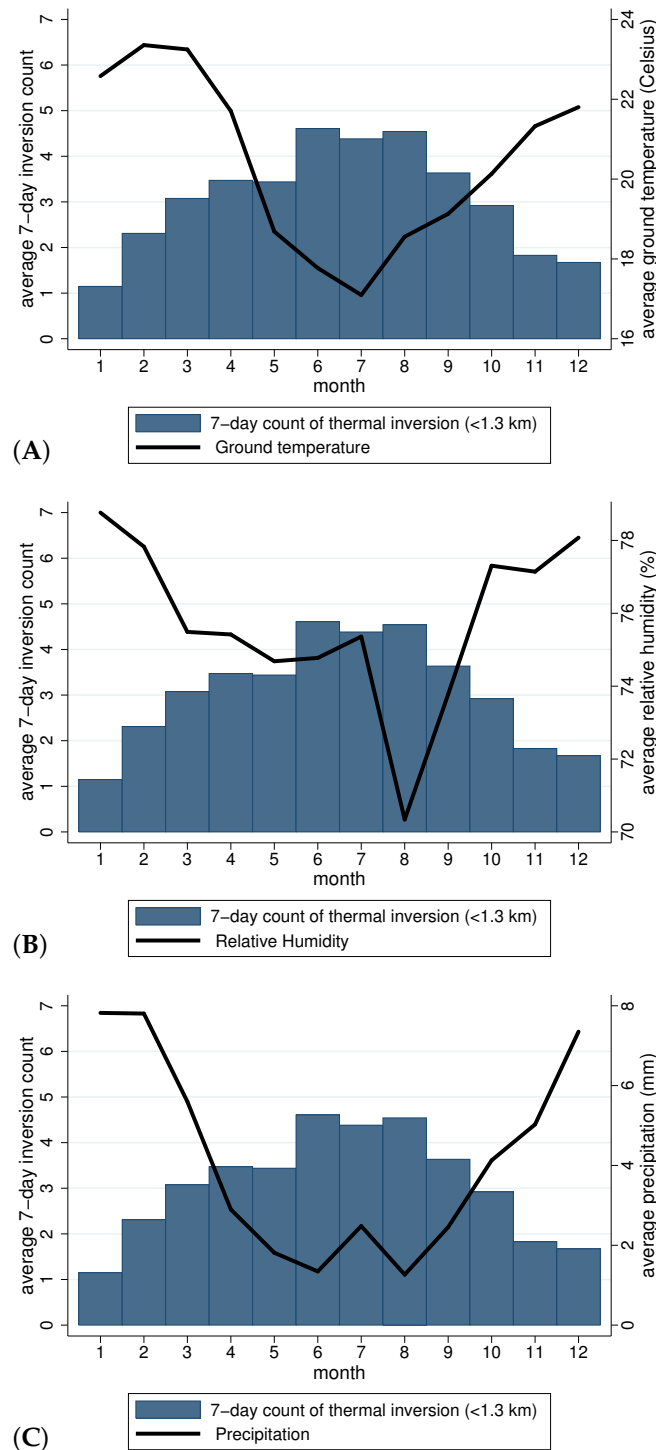 average 7−day inversion count
0 1 2 3 4 5 6 7
average ground temperature (Celsius)
16 18 20 22 24
1 2 3 4 5 6 7 8 9 10 11 12
month
7−day count of thermal inversion (<1.3 km)
Ground temperature
(A)
average 7−day inversion count
0 1 2 3 4 5 6 7
average relative humidity (%)
70 72 74 76 78
1 2 3 4 5 6 7 8 9 10 11 12
month
7−day count of thermal inversion (<1.3 km)
Relative Humidity
(B)
average 7−day inversion count
0 1 2 3 4 5 6 7
average precipitation (mm)
0 2 4 6 8
1 2 3 4 5 6 7 8 9 10 11 12
month
7−day count of thermal inversion (<1.3 km)
Precipitation
(C)